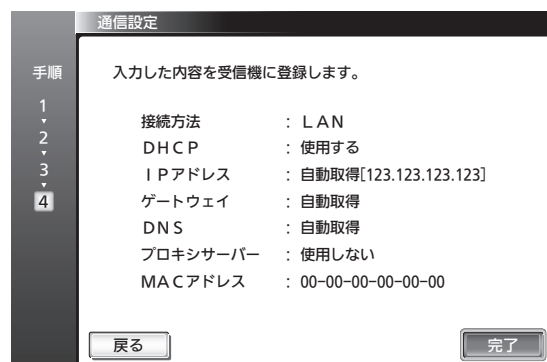 通信設定
手順
1
2
3
4
入力した内容を受信機に登録します。
接続方法 : ＬＡＮ
ＤＨＣＰ : 使用する
ＩＰアドレス : 自動取得[123.123.123.123]
ゲートウェイ : 自動取得
ＤＮＳ : 自動取得
プロキシサーバー : 使用しない
ＭＡＣアドレス : 00-00-00-00-00-00
戻る
完了